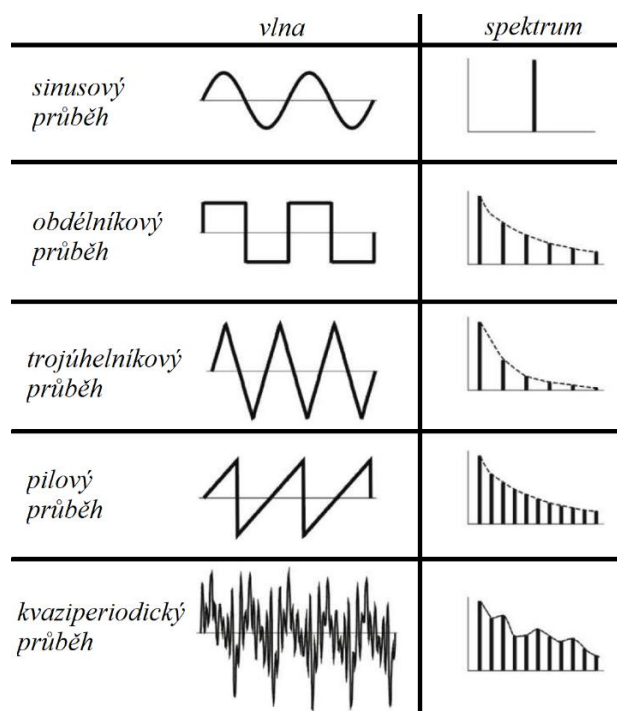 vlna spektrum
sinusový
průběh
obdélníkový
průběh
trojúhelníkový
průběh
pilový
průběh
kvaziperiodický
průběh